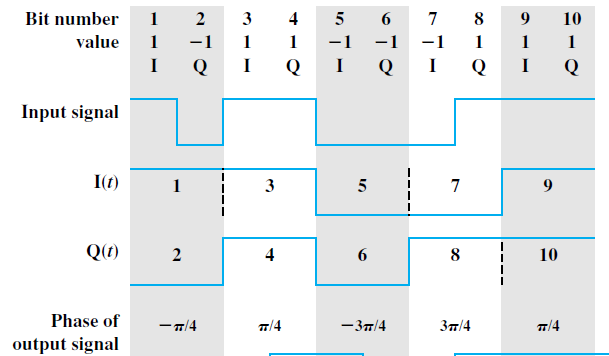 Bit number 1 2 3 4 5 6 7 8 9 10
value 1 −1 1 1 −1 −1 −1 1 1 1
I Q I Q I Q I Q I Q
Input signal
I(t) 1 3 5 7 9
Q(t) 2 4 6 8 10
Phase of
−π/4 π/4 −3π/4 3π/4 π/4
output signal